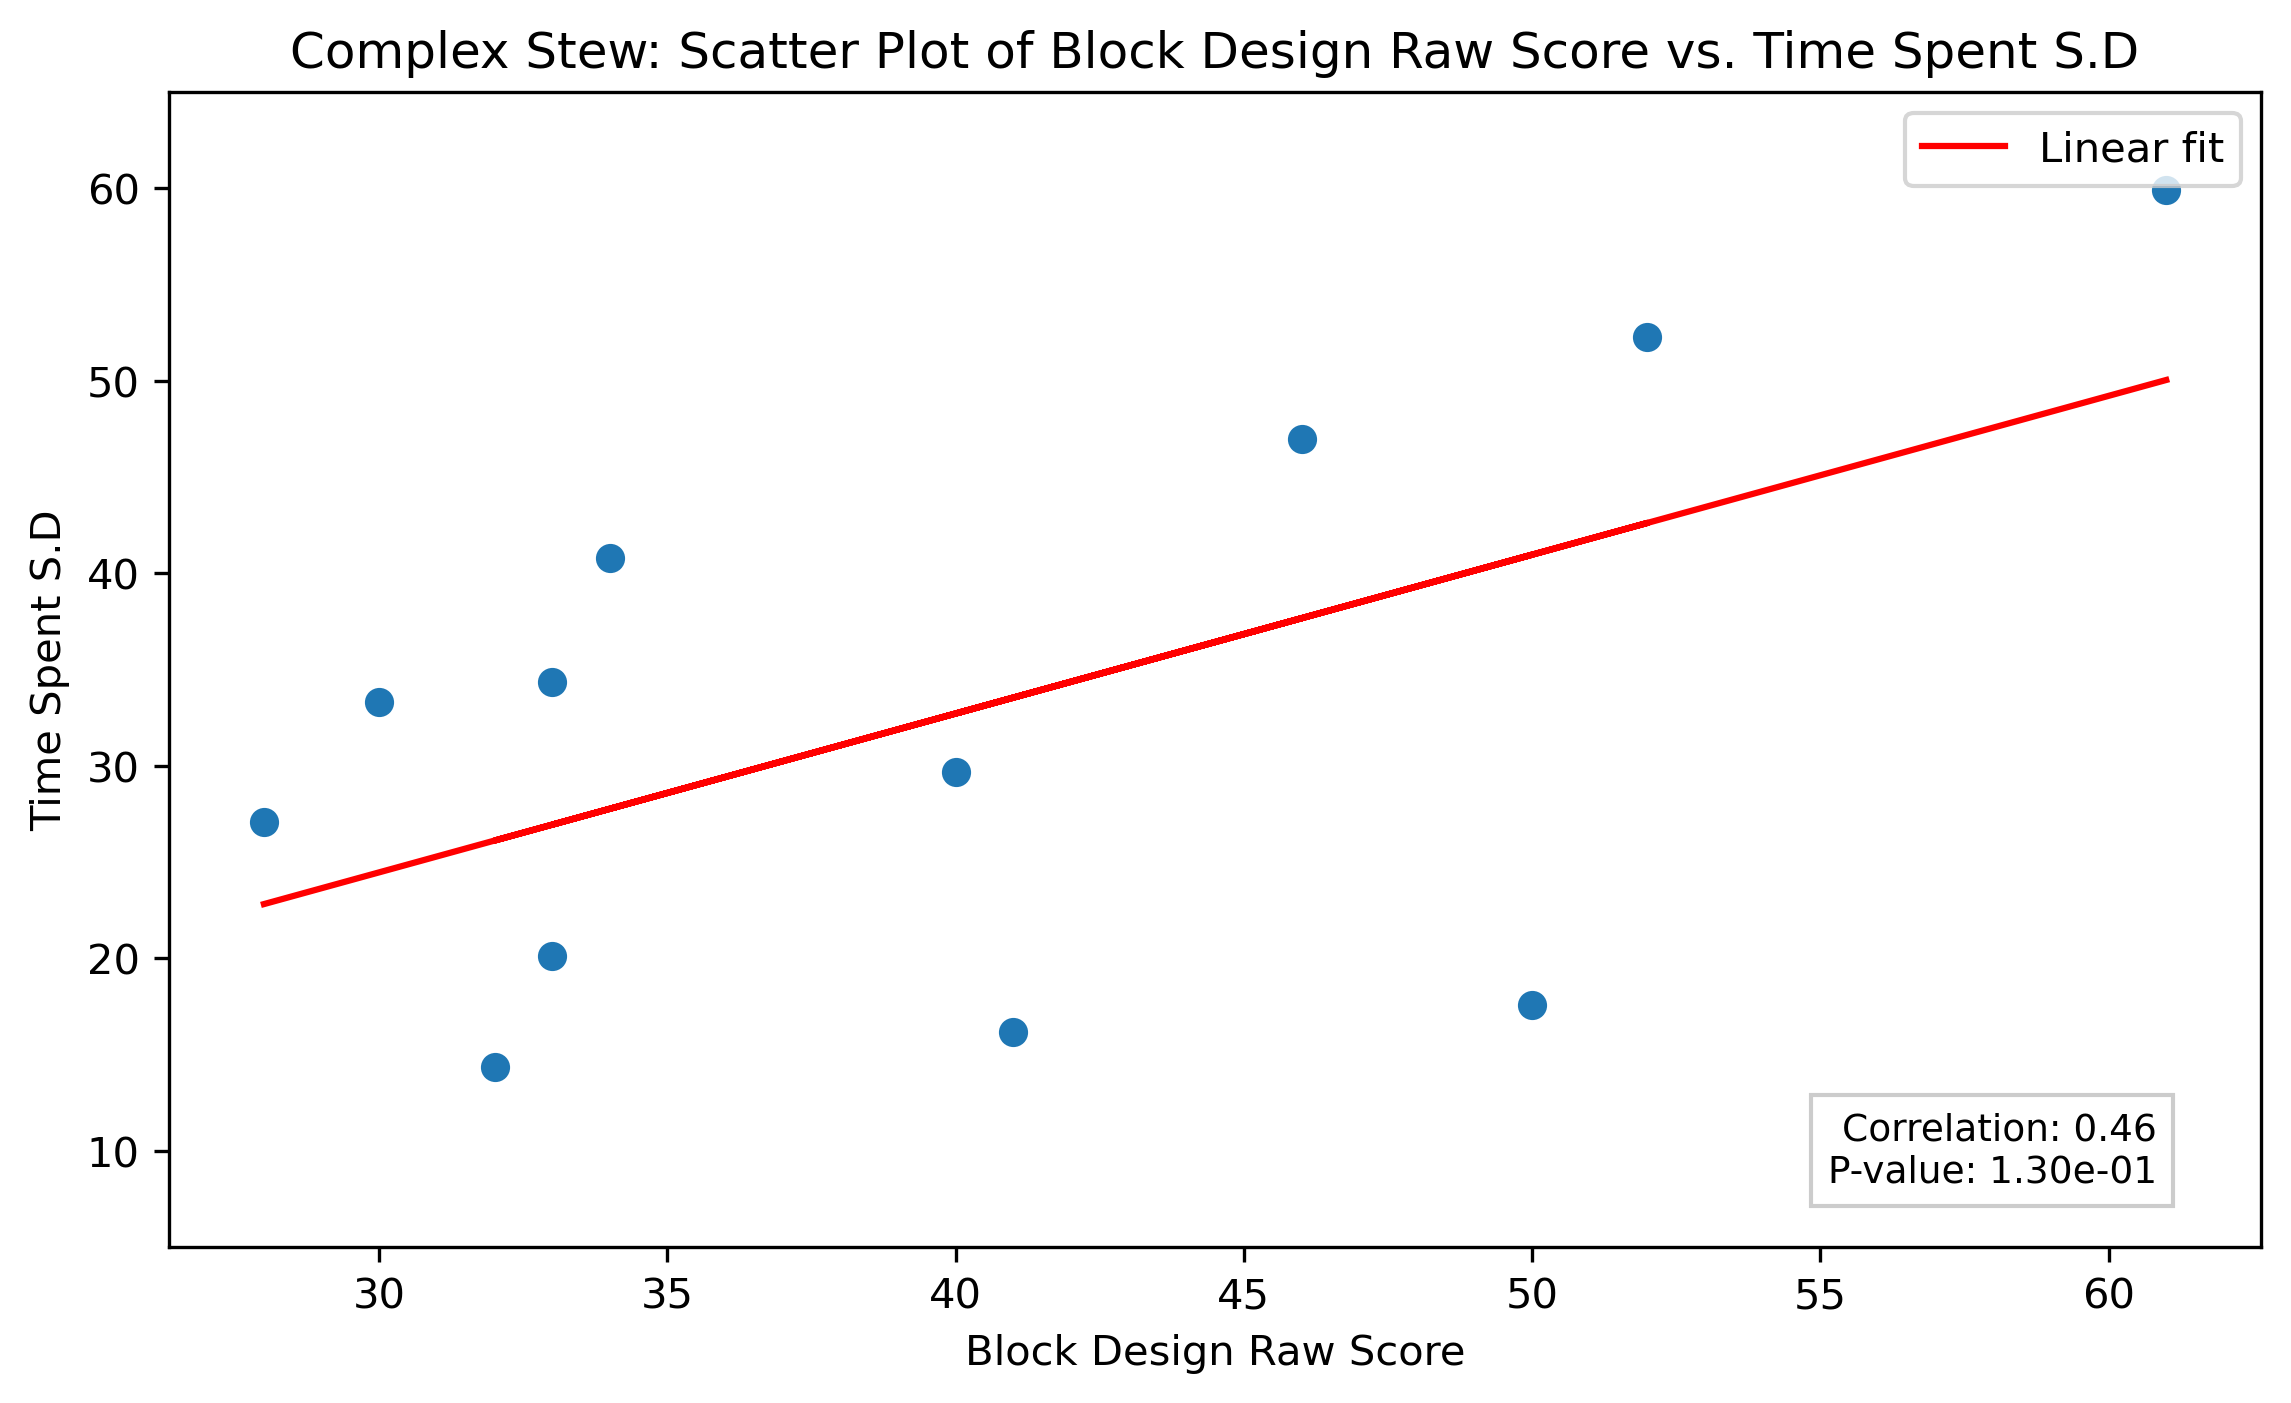 Complex Stew: Scatter Plot of Block Design Raw Score vs. Time Spent S.D
Linear fit
60
50
40
30
20
10
Time Spent S.D
Correlation: 0.46
P-value: 1.30e-01
30 35 40 45 50 55 60
Block Design Raw Score